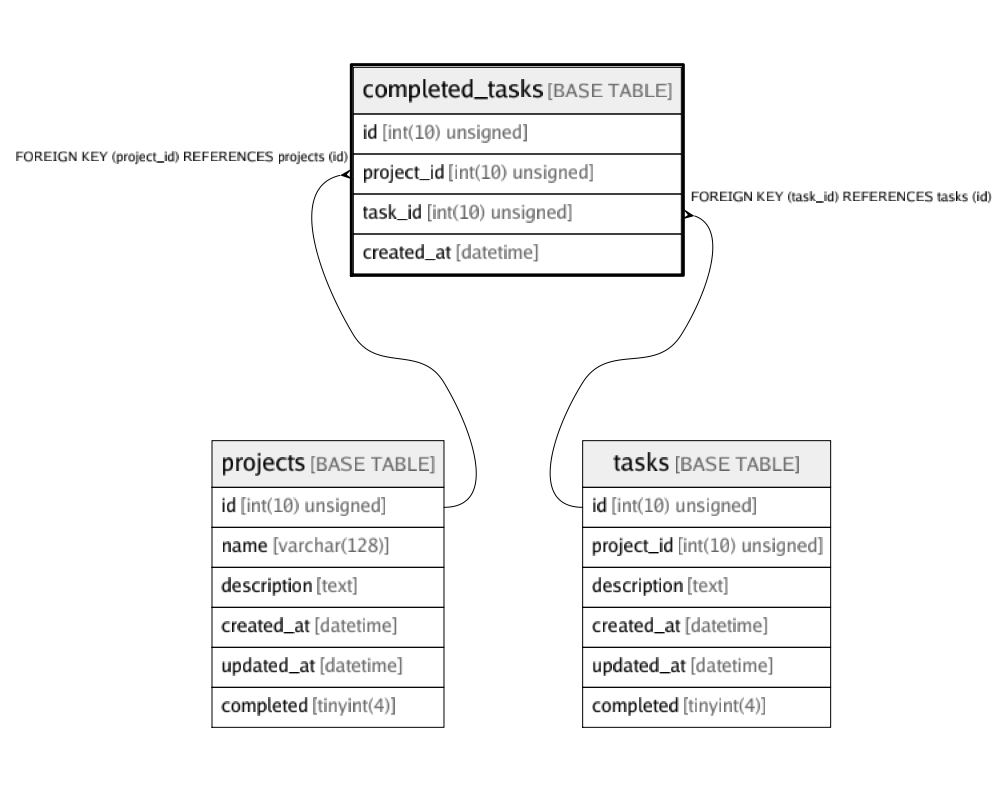 completed_tasks [BASE TABLE]
id [int(10) unsigned]
FOREIGN KEY (project_id) REFERENCES projects (id)
project_id [int(10) unsigned]
FOREIGN KEY (task_id) REFERENCES tasks (id)
task_id [int(10) unsigned]
created_at [datetime]
projects [BASE TABLE]
id [int(10) unsigned]
name [varchar(128)]
description [text]
created_at [datetime]
updated_at [datetime]
completed [tinyint(4)]
tasks [BASE TABLE]
id [int(10) unsigned]
project_id [int(10) unsigned]
description [text]
created_at [datetime]
updated_at [datetime]
completed [tinyint(4)]